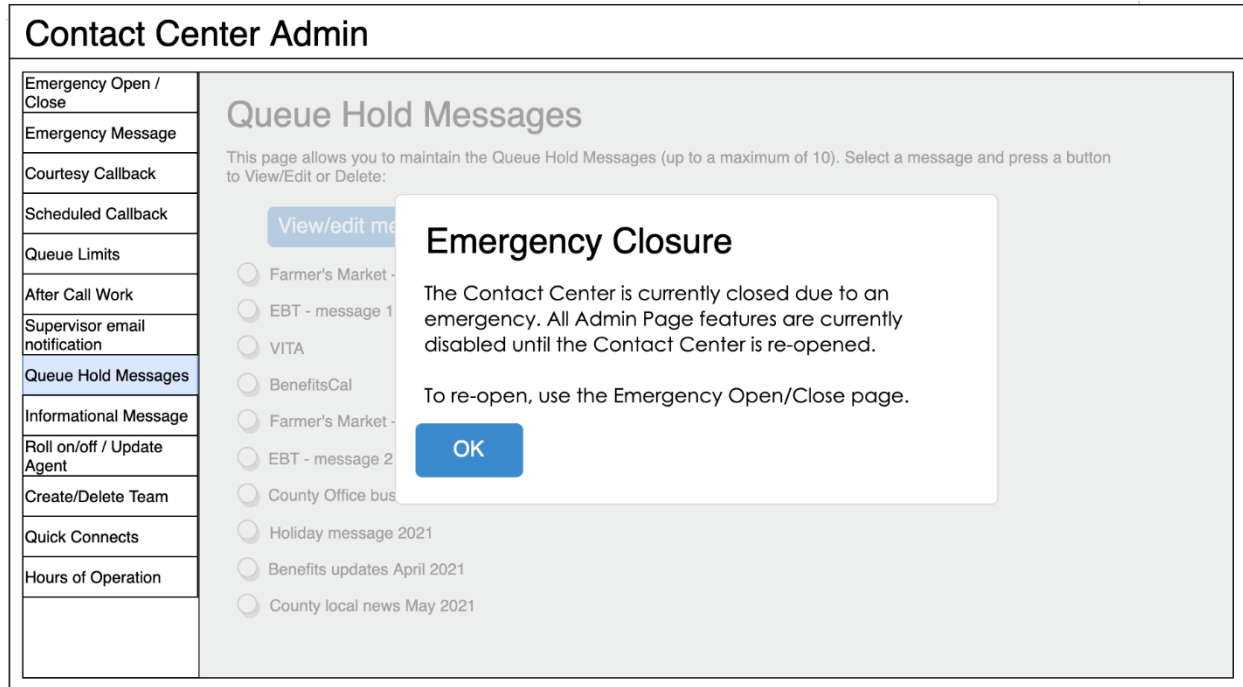 Contact Center Admin
Emergency Open /
Close
Emergency Message
Courtesy Callback
Scheduled Callback
Queue Limits
After Call Work
Supervisor email
notification
Queue Hold Messages
Informational Message
Roll on/off / Update
Agent
Create/Delete Team
Quick Connects
Hours of Operation
Queue Hold Messages
This page allows you to maintain the Queue Hold Messages (up to a maximum of 10). Select a message and press a button
to View/Edit or Delete:
View/edit me
Farmer's Market -
EBT - message 1
VITA
BenefitsCal
Farmer's Market -
EBT - message 2
County Office bus
Holiday message 2021
Benefits updates April 2021
County local news May 2021
Emergency Closure
The Contact Center is currently closed due to an
emergency. All Admin Page features are currently
disabled until the Contact Center is re-opened.
To re-open, use the Emergency Open/Close page.
OK